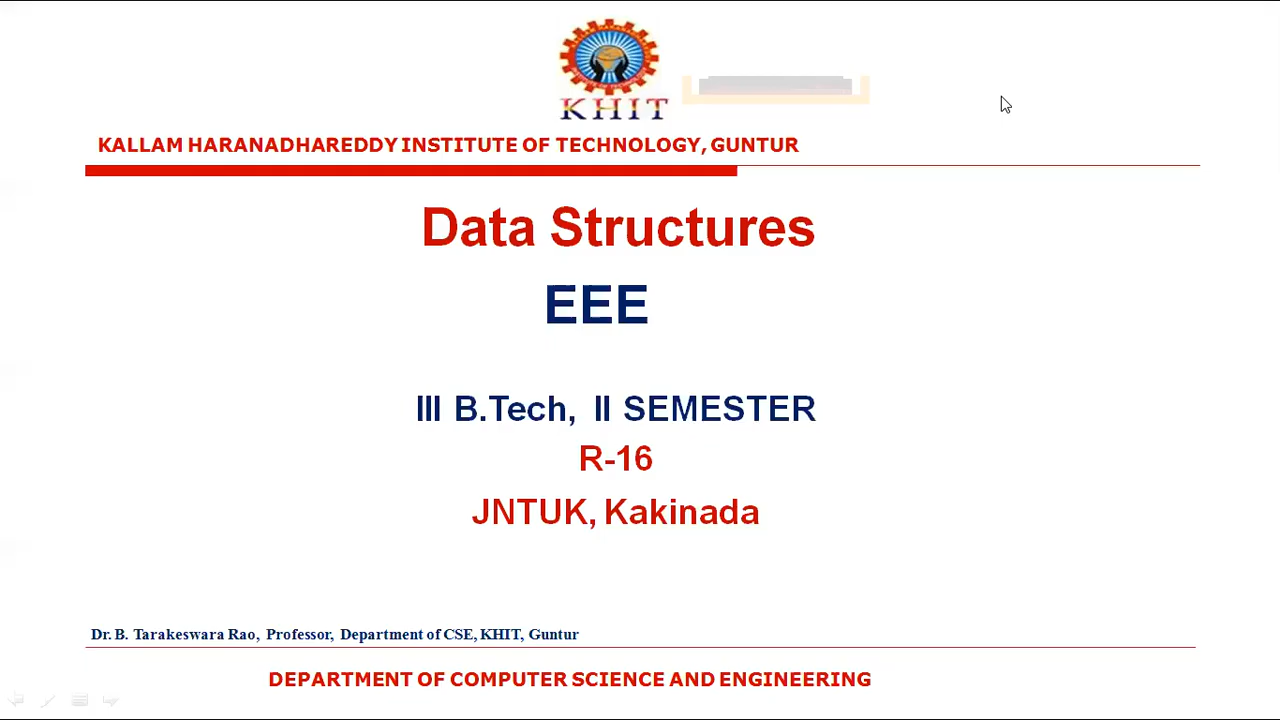 KHIT
KALLAM HARANADHAREDDY INSTITUTE OF TECHNOLOGY, GUNTUR
Data Structures
EEE
III B.Tech, II SEMESTER
R-16
JNTUK, Kakinada
Dr. B. Tarakeswara Rao, Professor, Department of CSE, KHIT, Guntur
DEPARTMENT OF COMPUTER SCIENCE AND ENGINEERING